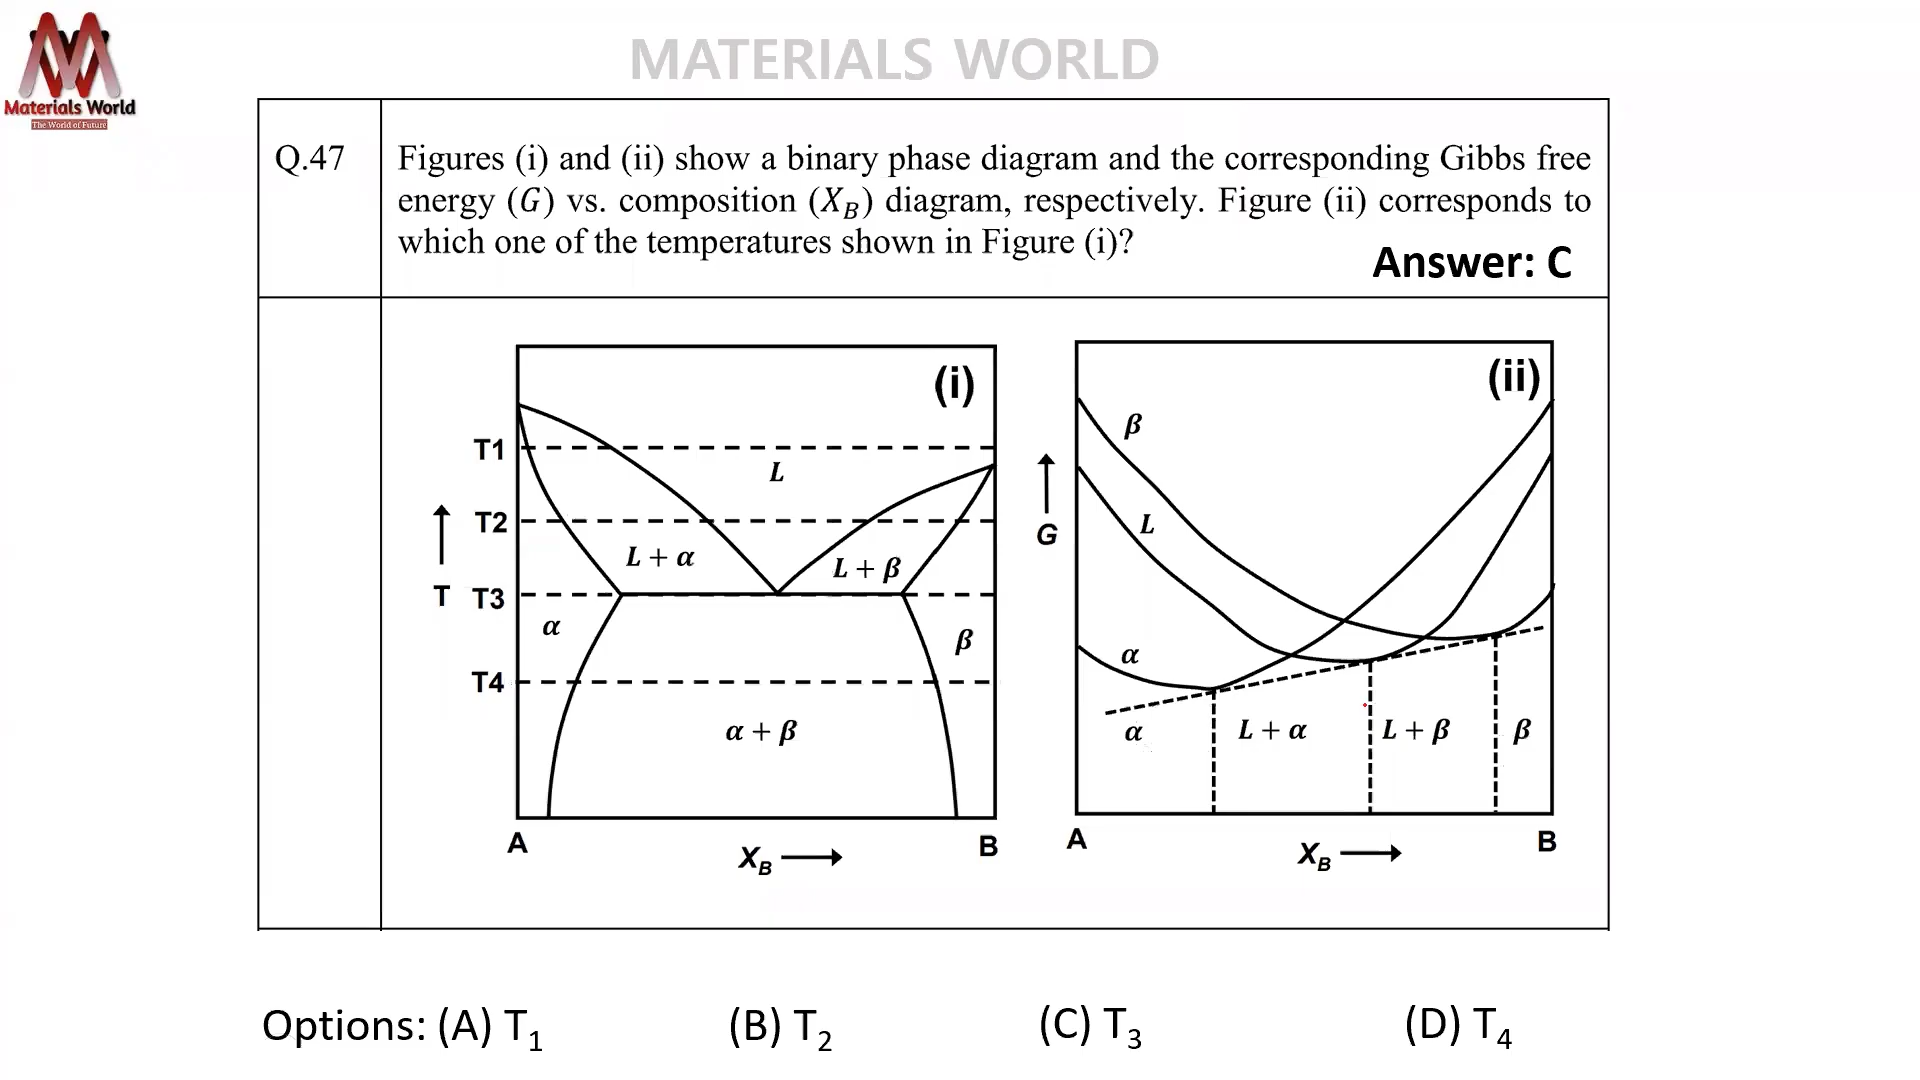 Materials World
The World of Future
MATERIALS WORLD
Q.47
Figures (i) and (ii) show a binary phase diagram and the corresponding Gibbs free
energy (G) vs. composition (X_B) diagram, respectively. Figure (ii) corresponds to
which one of the temperatures shown in Figure (i)?
Answer: C
(i)
T1
L
T2
L + α
L + β
T
T3
α
β
T4
α + β
A
B
X_B
(ii)
β
G
L
α
α
L + α
L + β
β
A
B
X_B
Options: (A) T₁ (B) T₂ (C) T₃ (D) T₄